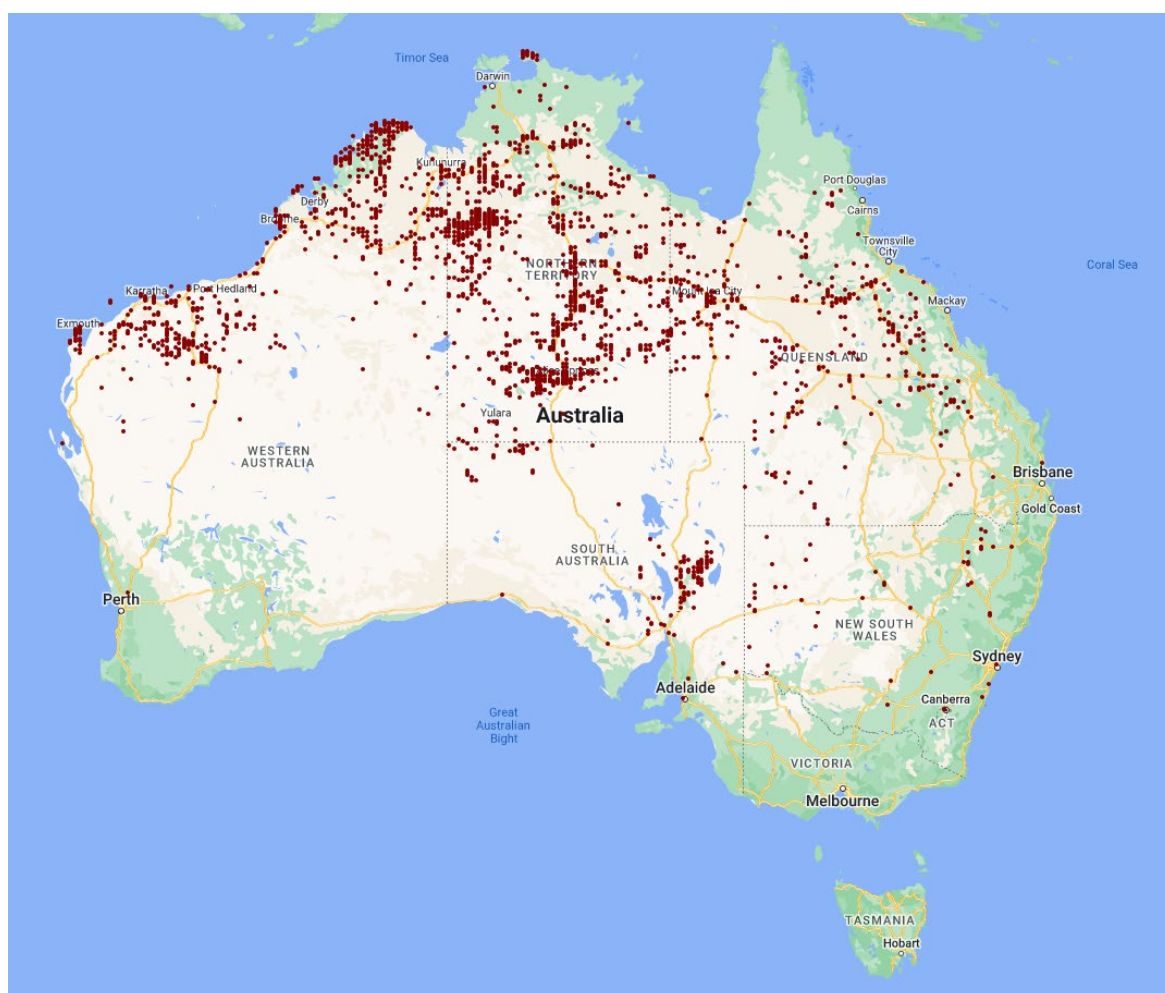 Timor Sea
Darwin
Kununurra
Port Douglas
Cairns
Derby
Broome
Townsville
City
Coral Sea
NORTHERN
TERRITORY
Karratha
Port Hedland
Mount Isa City
Mackay
Exmouth
QUEENSLAND
Alice Springs
Yulara
Australia
WESTERN
AUSTRALIA
Brisbane
Gold Coast
SOUTH
AUSTRALIA
Perth
NEW SOUTH
WALES
Sydney
Adelaide
Canberra
ACT
Great
Australian
Bight
VICTORIA
Melbourne
TASMANIA
Hobart